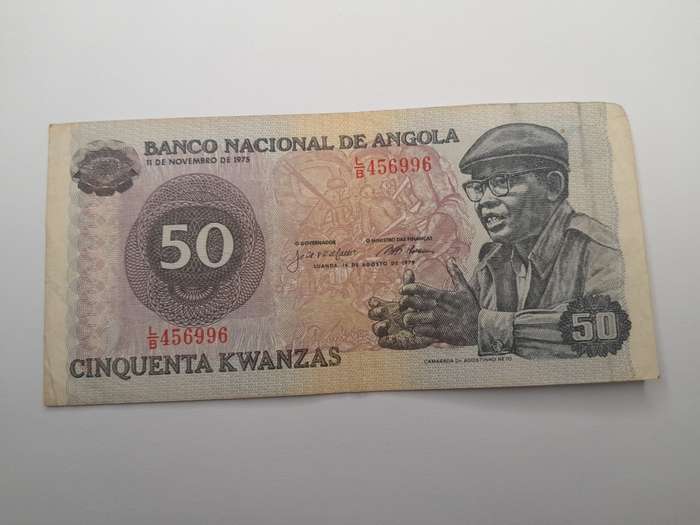 BANCO NACIONAL DE ANGOLA
11 DE NOVEMBRO DE 1975
L/B 456996
50
O GOVERNADOR O MINISTRO DAS FINANÇAS
LUANDA, 14 DE AGOSTO DE 1979
L/B 456996
50
CINQUENTA KWANZAS
CAMARADA Dr. AGOSTINHO NETO